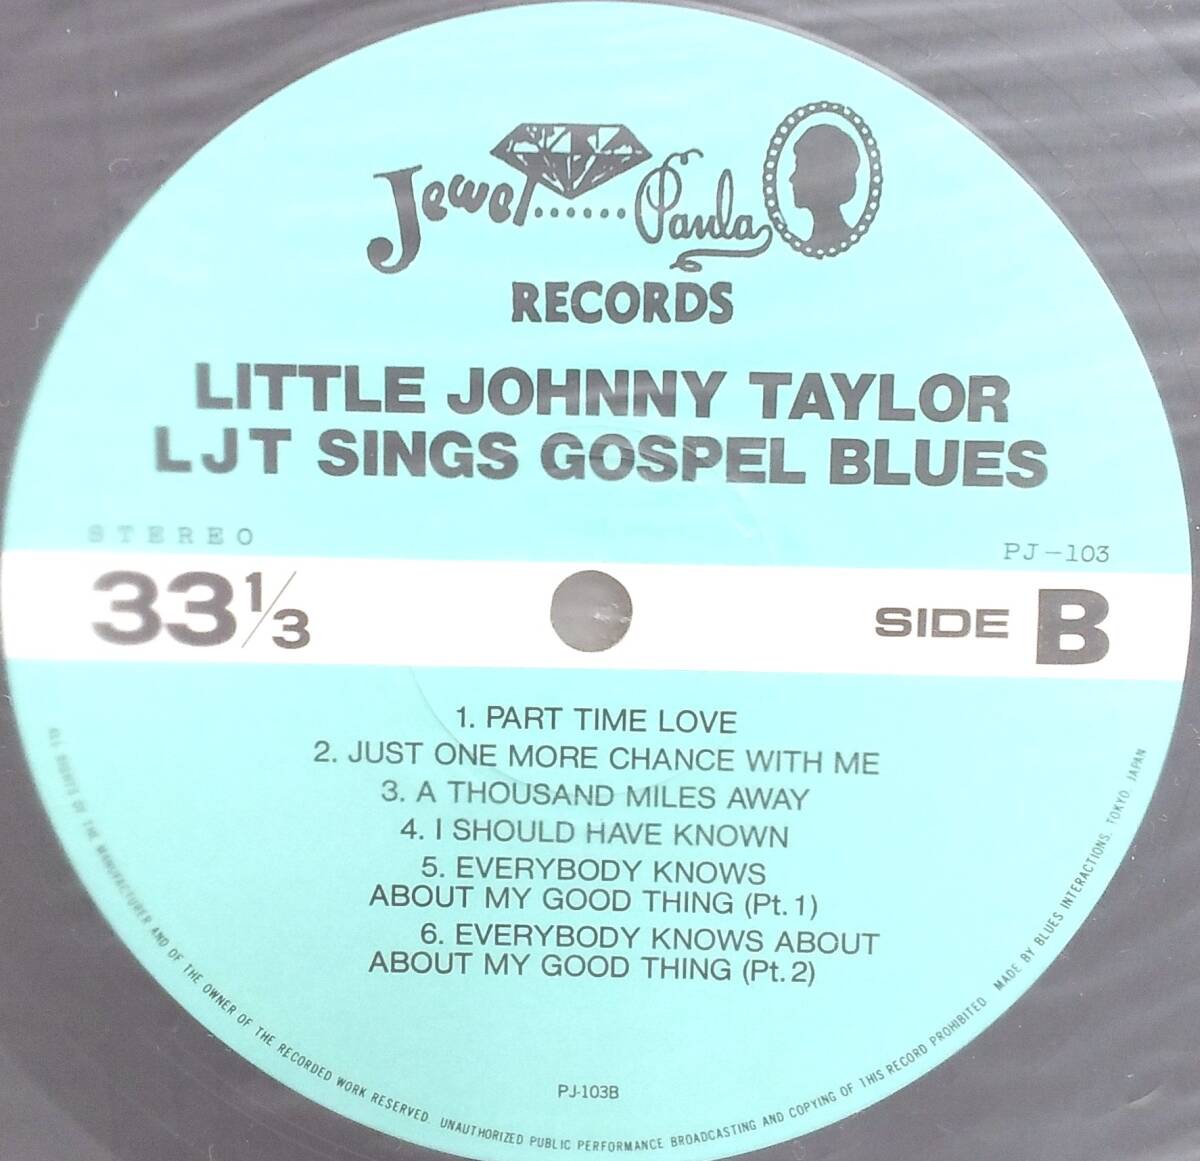 Jewel...... Paula
RECORDS
LITTLE JOHNNY TAYLOR
LJT SINGS GOSPEL BLUES
STEREO
PJ-103
33 1/3
SIDE B
1. PART TIME LOVE
2. JUST ONE MORE CHANCE WITH ME
3. A THOUSAND MILES AWAY
4. I SHOULD HAVE KNOWN
5. EVERYBODY KNOWS
ABOUT MY GOOD THING (Pt. 1)
6. EVERYBODY KNOWS ABOUT
ABOUT MY GOOD THING (Pt. 2)
PJ-103B
ALL RIGHTS OF THE MANUFACTURER AND OF THE OWNER OF THE RECORDED WORK RESERVED. UNAUTHORIZED PUBLIC PERFORMANCE BROADCASTING AND COPYING OF THIS RECORD PROHIBITED. MADE BY BLUES INTERACTIONS. TOKYO. JAPAN